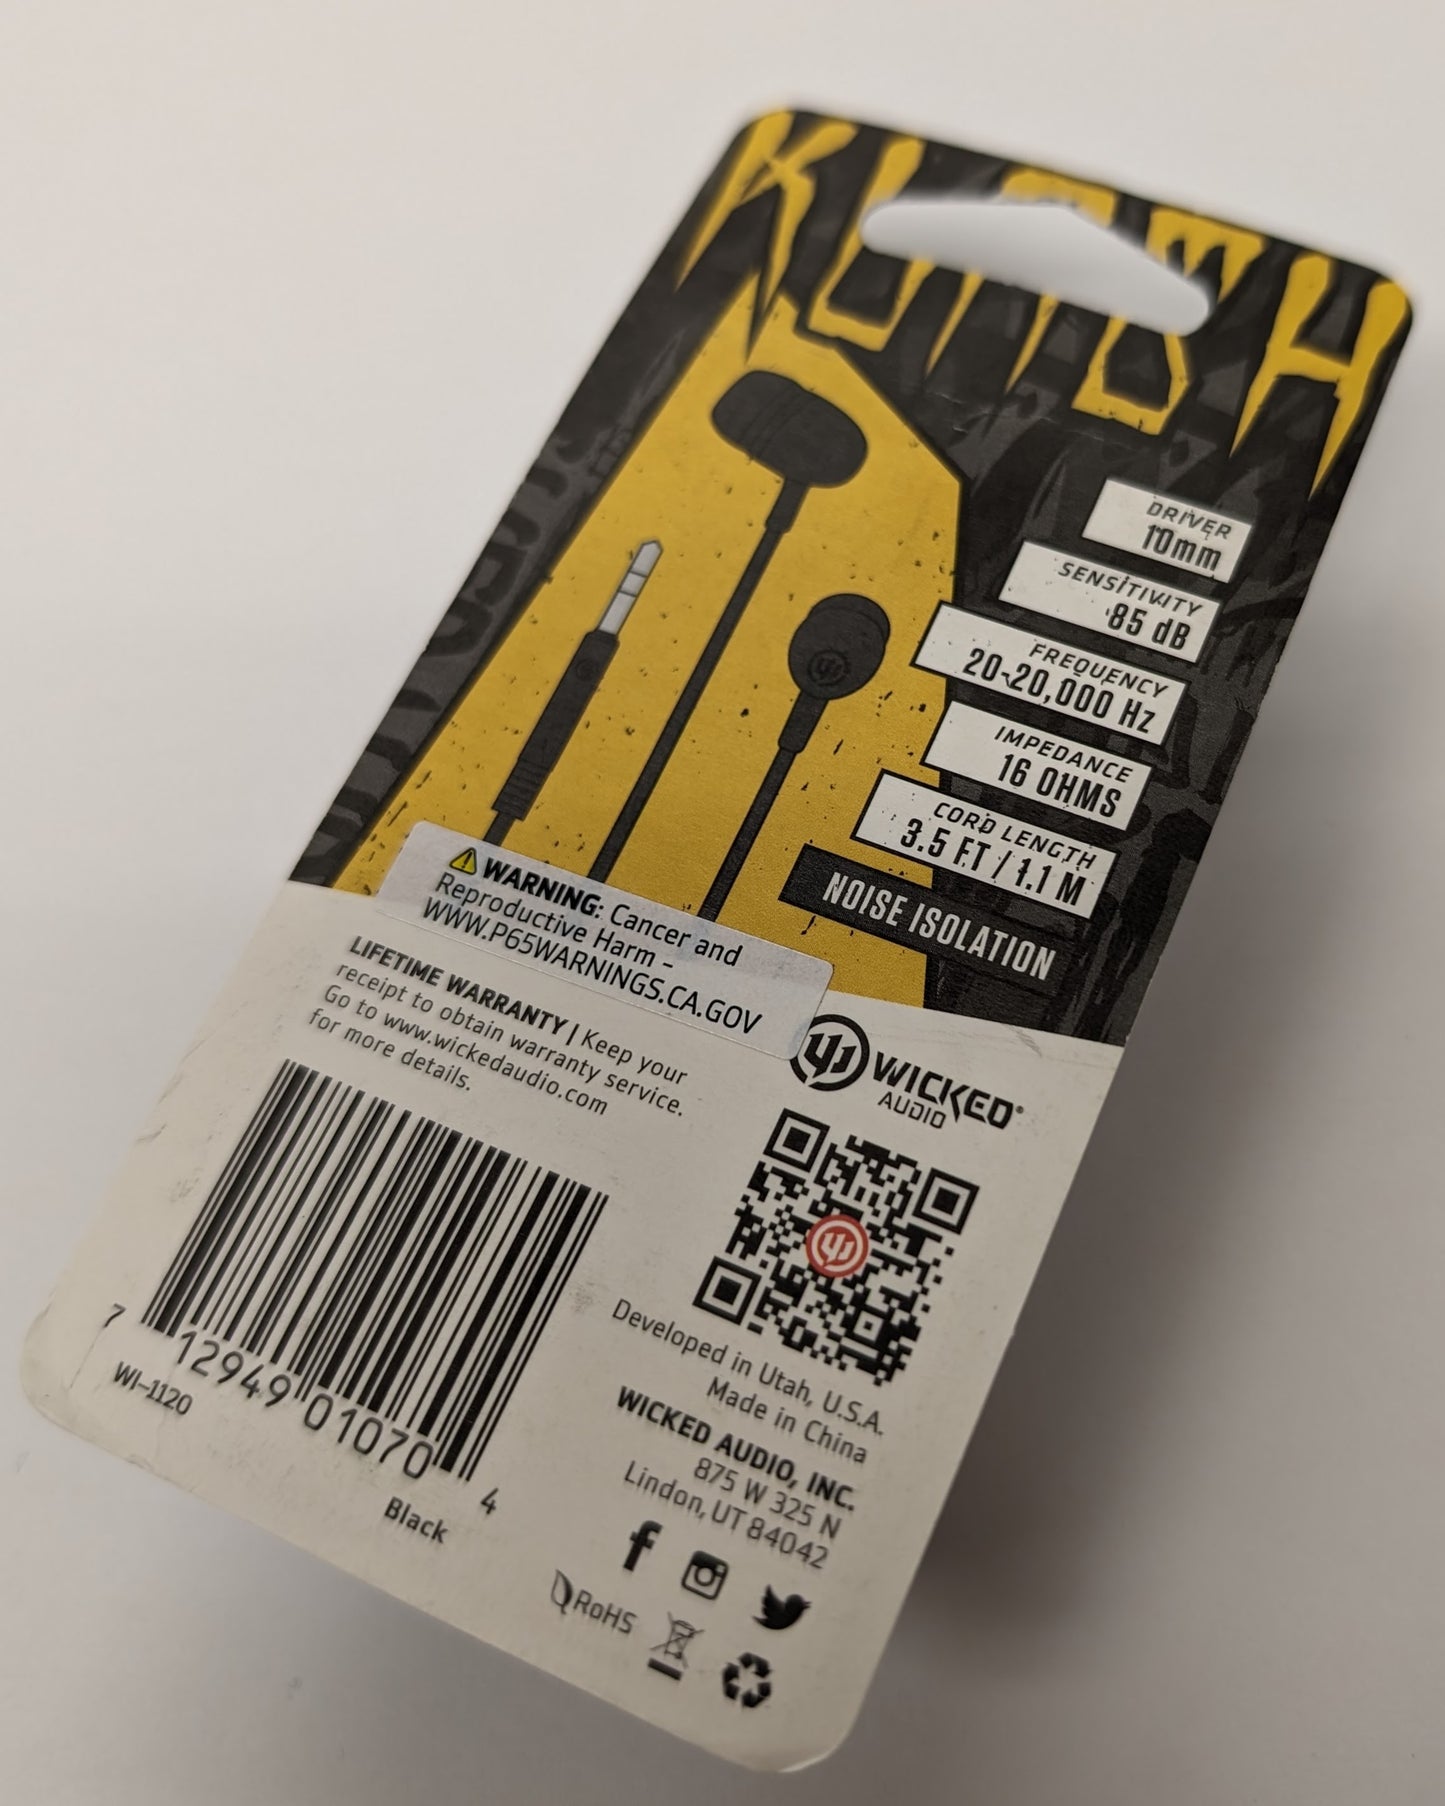 DRIVER
10mm
SENSITIVITY
85 dB
FREQUENCY
20-20,000 Hz
IMPEDANCE
16 OHMS
CORD LENGTH
3.5 FT / 1.1 M
NOISE ISOLATION
WARNING: Cancer and
Reproductive Harm –
WWW.P65WARNINGS.CA.GOV
LIFETIME WARRANTY | Keep your
receipt to obtain warranty service.
Go to www.wickedaudio.com
for more details.
WICKED®
AUDIO
7 12949 01070 4
WI-1120
Black
Developed in Utah, U.S.A.
Made in China
WICKED AUDIO, INC.
875 W 325 N
Lindon, UT 84042
RoHS